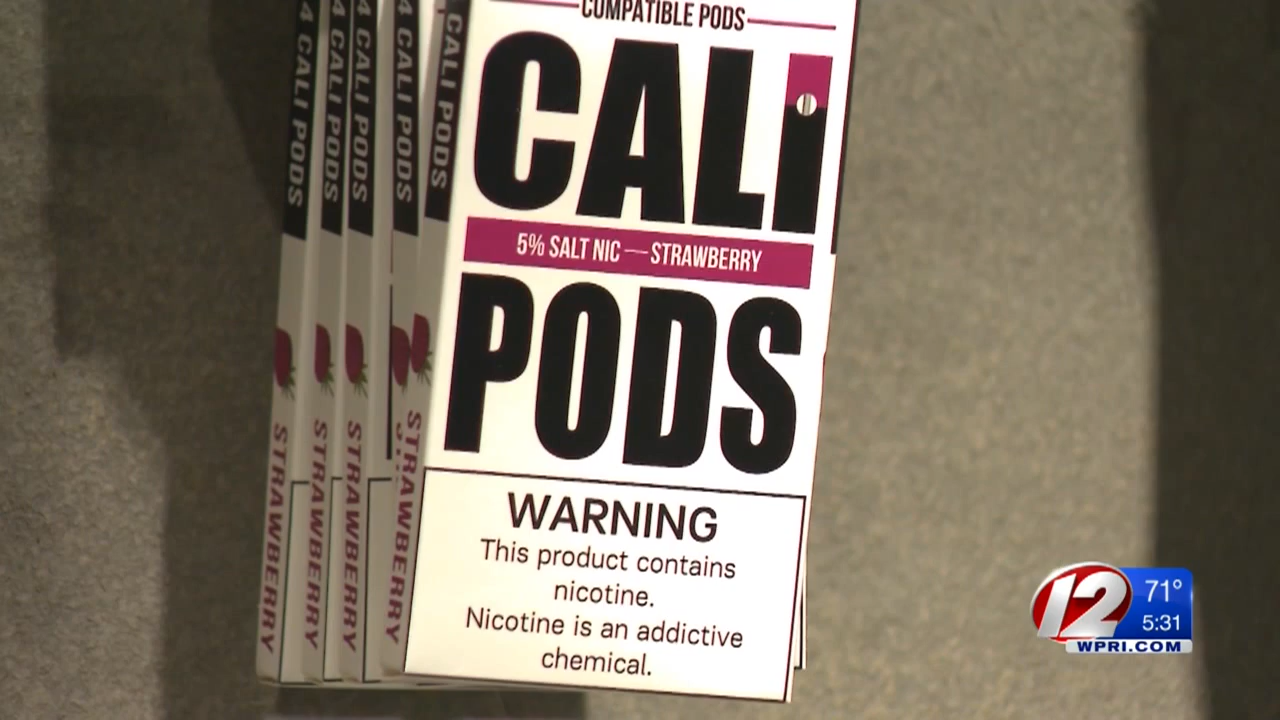 COMPATIBLE PODS
CALI
5% SALT NIC — STRAWBERRY
PODS
WARNING
This product contains
nicotine.
Nicotine is an addictive
chemical.
4 CALI PODS
STRAWBERRY
4 CALI PODS
STRAWBERRY
4 CALI PODS
STRAWBERRY
4 CALI PODS
STRAWBERRY
CALI PODS
STRAWBERRY
12
71°
5:31
WPRI.COM